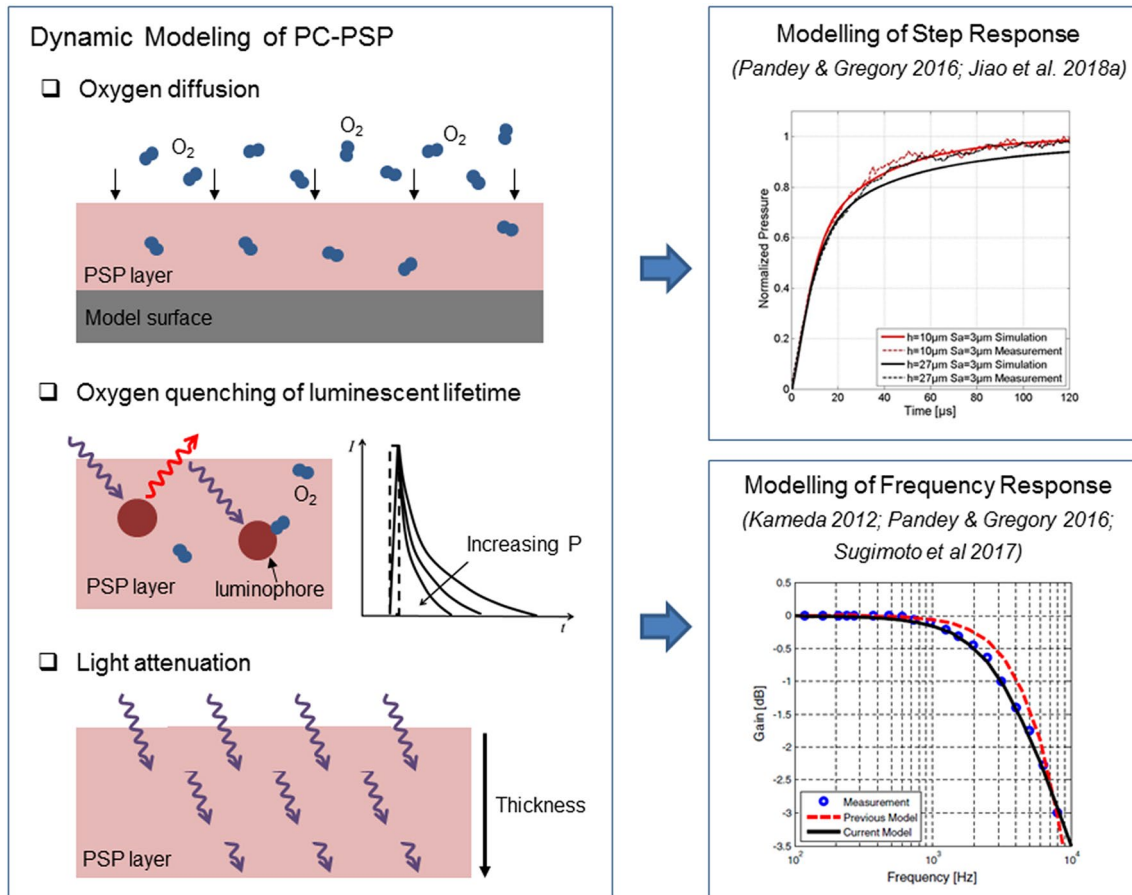 Dynamic Modeling of PC-PSP
❑ Oxygen diffusion
O₂
O₂
O₂
PSP layer
Model surface
❑ Oxygen quenching of luminescent lifetime
O₂
PSP layer
luminophore
I
Increasing P
t
❑ Light attenuation
Thickness
PSP layer
Modelling of Step Response
(Pandey & Gregory 2016; Jiao et al. 2018a)
Normalized Pressure
1
0.8
0.6
0.4
0.2
0
0 20 40 60 80 100 120
Time [µs]
h=10µm Sa=3µm Simulation
h=10µm Sa=3µm Measurement
h=27µm Sa=3µm Simulation
h=27µm Sa=3µm Measurement
Modelling of Frequency Response
(Kameda 2012; Pandey & Gregory 2016;
Sugimoto et al 2017)
Gain [dB]
0.5
0
-0.5
-1
-1.5
-2
-2.5
-3
-3.5
10² 10³ 10⁴
Frequency [Hz]
Measurement
Previous Model
Current Model